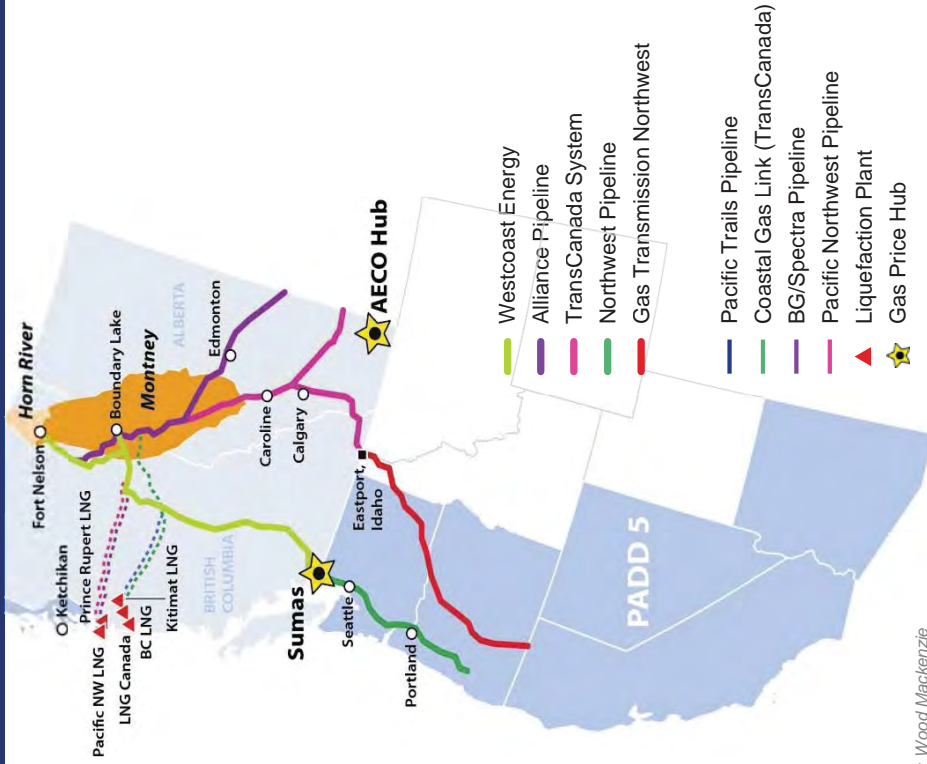 Horn River
Fort Nelson
Boundary Lake
Montney
ALBERTA
Edmonton
Ketchikan
Prince Rupert LNG
Pacific NW LNG
LNG Canada
BC LNG
Kitimat LNG
BRITISH
COLUMBIA
Caroline
Calgary
AECO Hub
Sumas
Seattle
Portland
Eastport,
Idaho
PADD 5
Westcoast Energy
Alliance Pipeline
TransCanada System
Northwest Pipeline
Gas Transmission Northwest
Pacific Trails Pipeline
Coastal Gas Link (TransCanada)
BG/Spectra Pipeline
Pacific Northwest Pipeline
Liquefaction Plant
Gas Price Hub
Wood Mackenzie